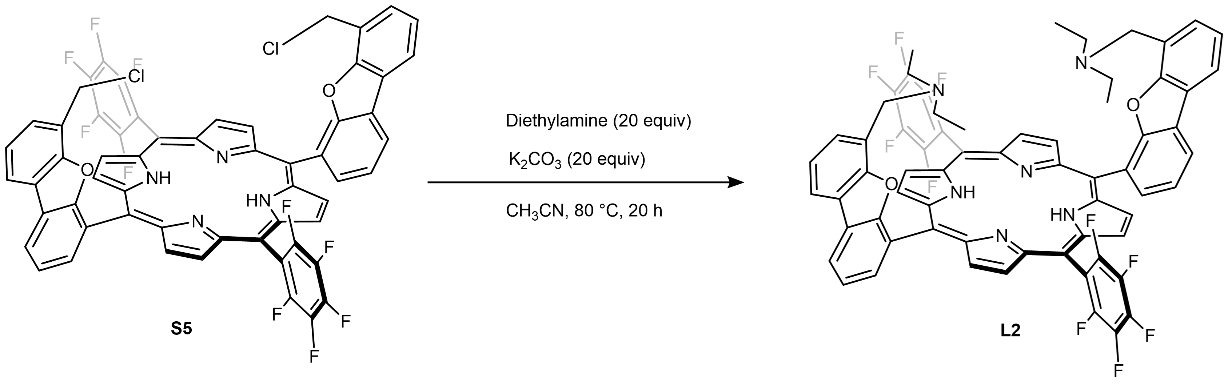 F
F
F
F
F
Cl
Cl
O
O
N
NH
HN
N
F
F
F
F
F
S5
Diethylamine (20 equiv)
K₂CO₃ (20 equiv)
CH₃CN, 80 °C, 20 h
F
F
F
F
F
N
N
O
O
N
NH
HN
N
F
F
F
F
F
L2